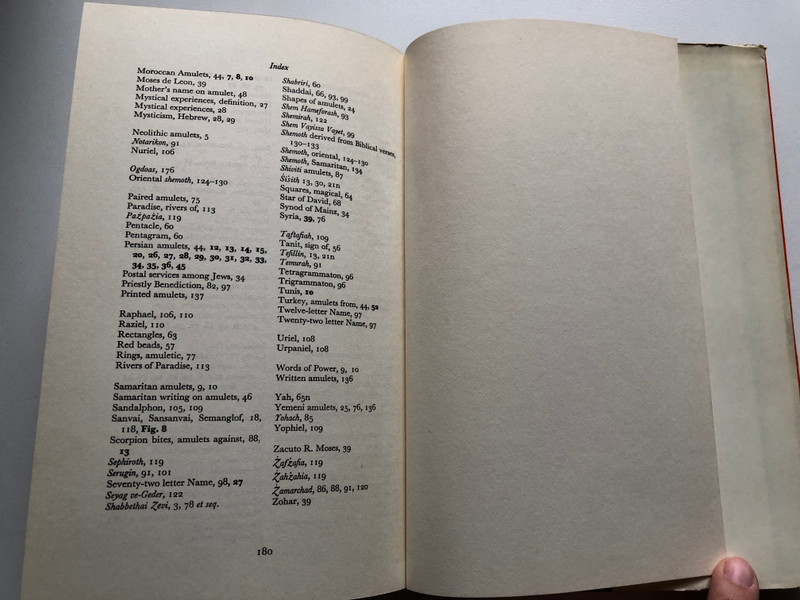 Index
Moroccan Amulets, 44, 7, 8, 10
Moses de Leon, 39
Mother's name on amulet, 48
Mystical experiences, definition, 27
Mystical experiences, 28
Mysticism, Hebrew, 28, 29
Neolithic amulets, 5
Notarikon, 91
Nuriel, 106
Ogdoas, 176
Oriental shemoth, 124–130
Paired amulets, 75
Paradise, rivers of, 113
Paẓpaẓia, 119
Pentacle, 60
Pentagram, 60
Persian amulets, 44, 12, 13, 14, 15,
20, 26, 27, 28, 29, 30, 31, 32, 33,
34, 35, 36, 45
Postal services among Jews, 34
Priestly Benediction, 82, 97
Printed amulets, 137
Raphael, 106, 110
Raziel, 110
Rectangles, 63
Red beads, 57
Rings, amuletic, 77
Rivers of Paradise, 113
Samaritan amulets, 9, 10
Samaritan writing on amulets, 46
Sandalphon, 105, 109
Sanvai, Sansanvai, Semanglof, 18,
118, Fig. 8
Scorpion bites, amulets against, 88,
13
Sephiroth, 119
Serugin, 91, 101
Seventy-two letter Name, 98, 27
Seyag ve-Geder, 122
Shabbethai Zevi, 3, 78 et seq.
Shabriri, 60
Shaddai, 66, 93, 99
Shapes of amulets, 24
Shem Hameforash, 93
Shemirah, 122
Shem Vayissa Vayet, 99
Shemoth derived from Biblical verses,
130–133
Shemoth, oriental, 124–130
Shemoth, Samaritan, 134
Shiviti amulets, 87
Ṣiṣith 13, 30, 21n
Squares, magical, 64
Star of David, 68
Synod of Mainz, 34
Syria, 39, 76
Taftafiah, 109
Tanit, sign of, 56
Tefillin, 13, 21n
Temurah, 91
Tetragrammaton, 96
Trigrammaton, 96
Tunis, 10
Turkey, amulets from, 44, 52
Twelve-letter Name, 97
Twenty-two letter Name, 97
Uriel, 108
Urpaniel, 108
Words of Power, 9, 10
Written amulets, 136
Yah, 65n
Yemeni amulets, 25, 76, 136
Yohach, 85
Yophiel, 109
Zacuto R. Moses, 39
Ẓafẓafia, 119
Ẓahẓahia, 119
Ẓamarchad, 86, 88, 91, 120
Zohar, 39
180